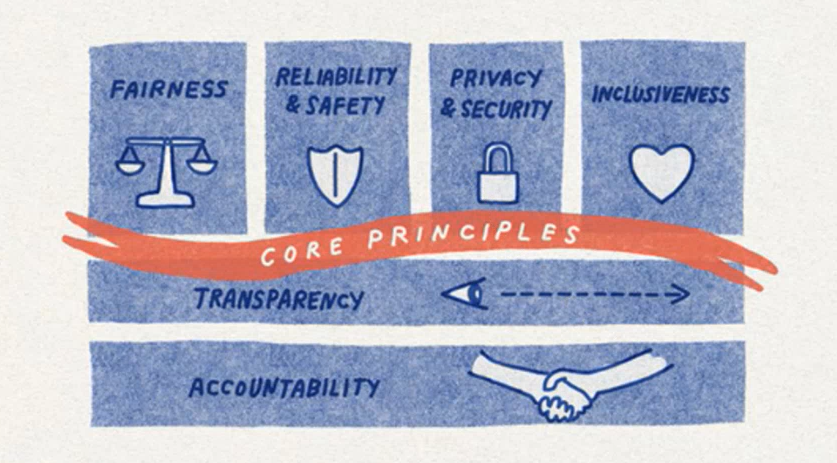 FAIRNESS
RELIABILITY
& SAFETY
PRIVACY
& SECURITY
INCLUSIVENESS
CORE PRINCIPLES
TRANSPARENCY
ACCOUNTABILITY